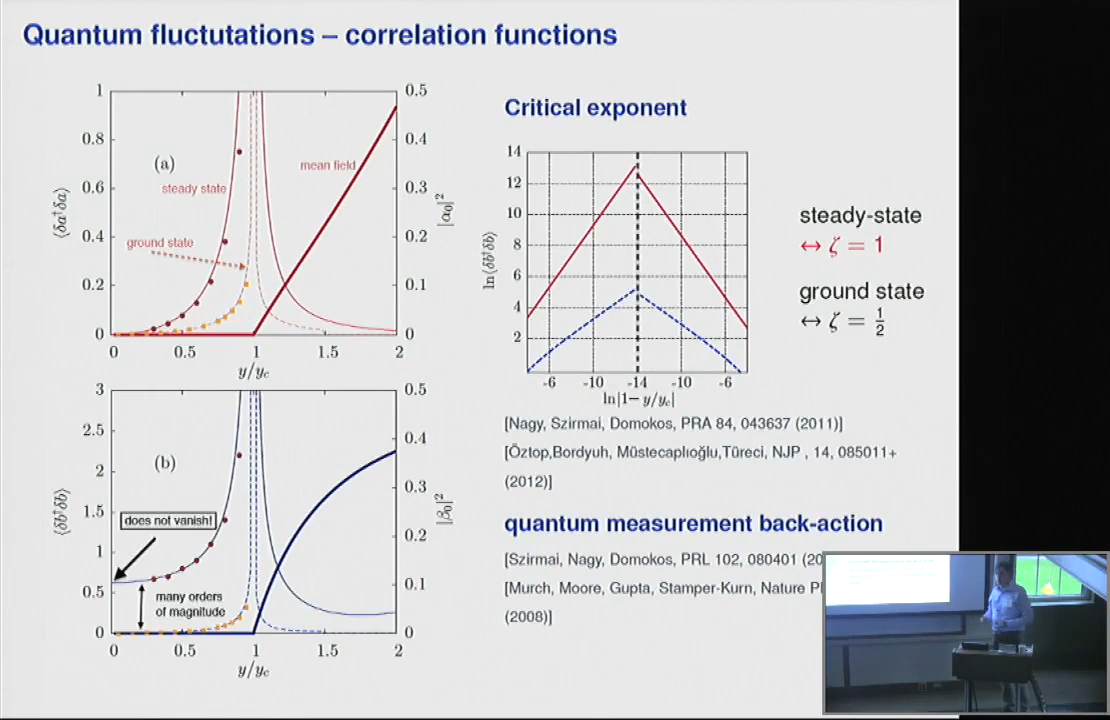 Quantum fluctutations – correlation functions
1
0.8
0.6
0.4
0.2
0
⟨δa†δa⟩
(a)
steady state
ground state
mean field
0.5
0.4
0.3
0.2
0.1
0
|α₀|²
0 0.5 1 1.5 2
y/y_c
3
2.5
2
1.5
1
0.5
0
⟨δb†δb⟩
(b)
does not vanish!
many orders
of magnitude
0.5
0.4
0.3
0.2
0.1
0
|β₀|²
0 0.5 1 1.5 2
y/y_c
Critical exponent
14
12
10
8
6
4
2
ln⟨δb†δb⟩
-6 -10 -14 -10 -6
ln|1− y/y_c|
steady-state
↔ ζ = 1
ground state
↔ ζ = 1/2
[Nagy, Szirmai, Domokos, PRA 84, 043637 (2011)]
[Öztop,Bordyuh, Müstecaplıoğlu,Türeci, NJP , 14, 085011+
(2012)]
quantum measurement back-action
[Szirmai, Nagy, Domokos, PRL 102, 080401 (20
[Murch, Moore, Gupta, Stamper-Kurn, Nature P
(2008)]